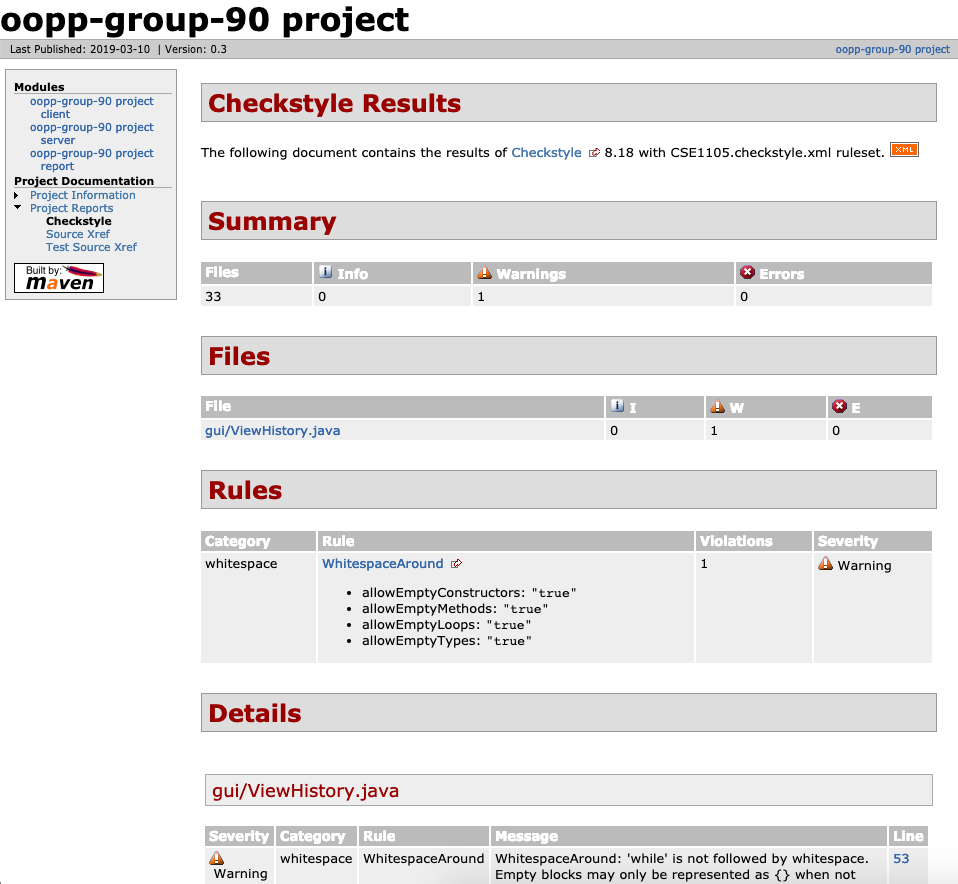 oopp-group-90 project
Last Published: 2019-03-10 | Version: 0.3
oopp-group-90 project
Modules
oopp-group-90 project
client
oopp-group-90 project
server
oopp-group-90 project
report
Project Documentation
Project Information
Project Reports
Checkstyle
Source Xref
Test Source Xref
Built by:
maven
Checkstyle Results
The following document contains the results of Checkstyle 8.18 with CSE1105.checkstyle.xml ruleset. XML
Summary
Files Info Warnings Errors
33 0 1 0
Files
File I W E
gui/ViewHistory.java 0 1 0
Rules
Category Rule Violations Severity
whitespace WhitespaceAround 1 Warning
• allowEmptyConstructors: "true"
• allowEmptyMethods: "true"
• allowEmptyLoops: "true"
• allowEmptyTypes: "true"
Details
gui/ViewHistory.java
Severity Category Rule Message Line
whitespace WhitespaceAround WhitespaceAround: 'while' is not followed by whitespace. 53
Warning Empty blocks may only be represented as {} when not